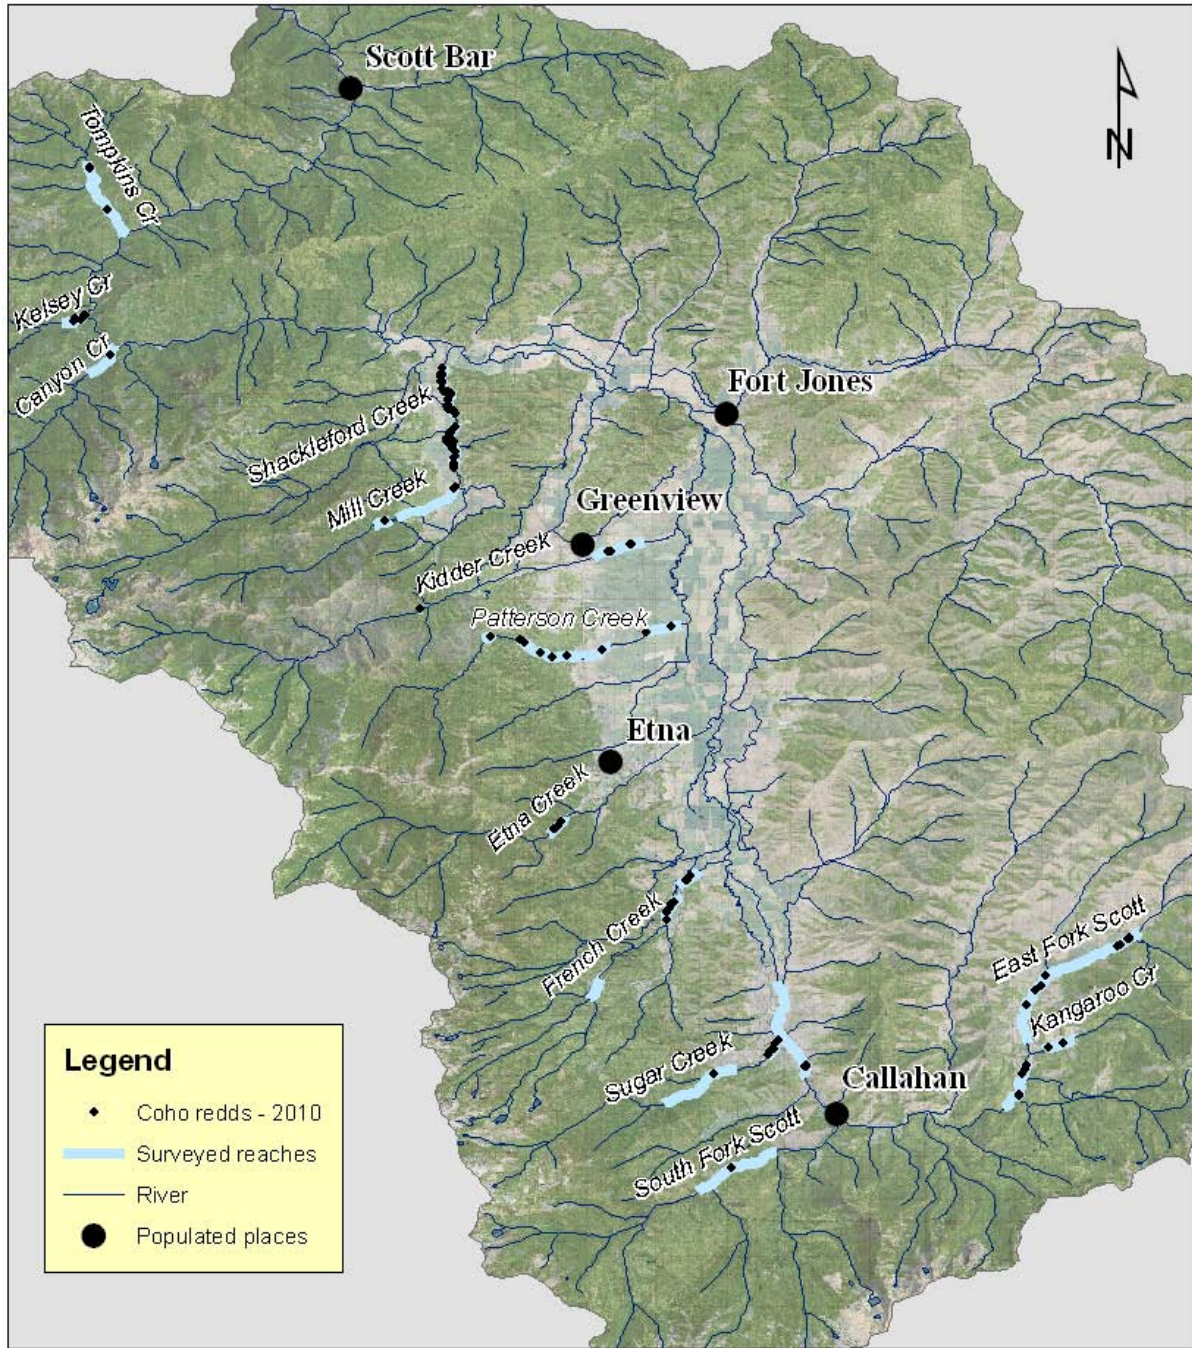 Scott Bar
N
Tompkins Cr
Kelsey Cr
Canyon Cr
Shackleford Creek
Fort Jones
Mill Creek
Greenview
Kidder Creek
Patterson Creek
Etna
Etna Creek
French Creek
East Fork Scott
Kangaroo Cr
Sugar Creek
Callahan
South Fork Scott
Legend
Coho redds - 2010
Surveyed reaches
River
Populated places